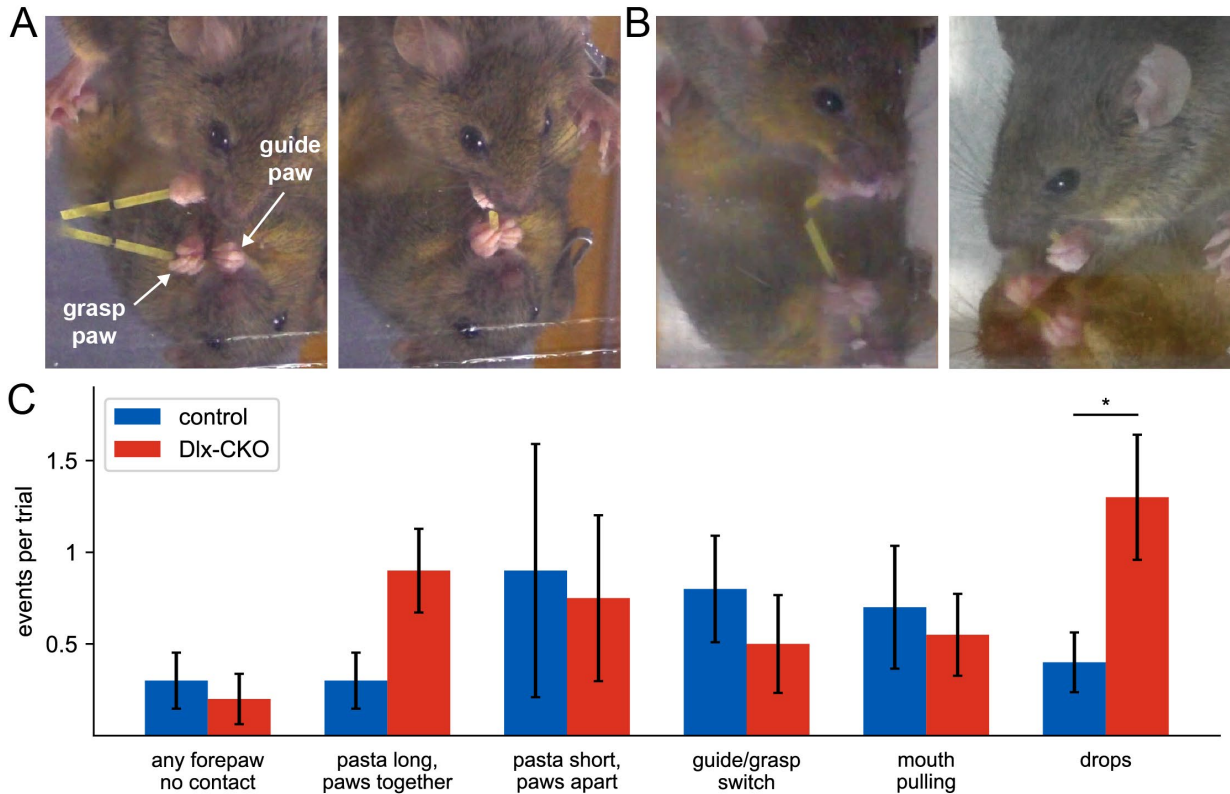 A
B
guide
paw
grasp
paw
C
control
Dlx-CKO
*
events per trial
1.5
1
0.5
any forepaw
no contact
pasta long,
paws together
pasta short,
paws apart
guide/grasp
switch
mouth
pulling
drops